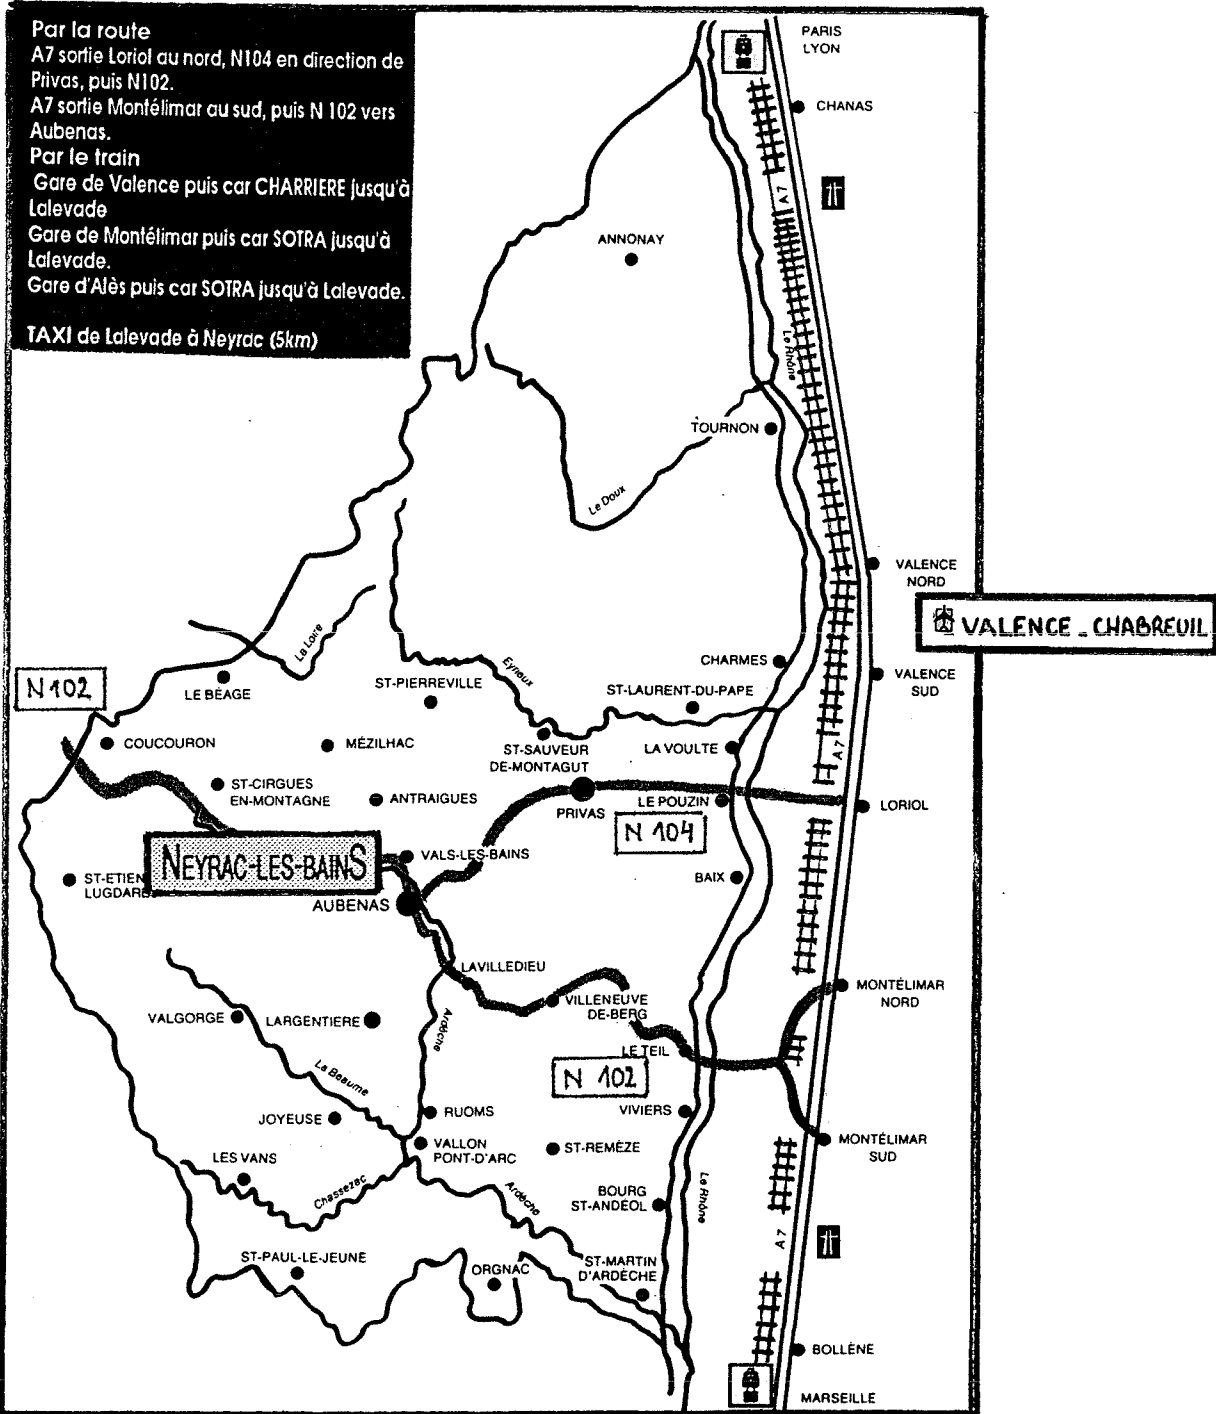 Par la route
A7 sortie Loriol au nord, N104 en direction de
Privas, puis N102.
A7 sortie Montélimar au sud, puis N 102 vers
Aubenas.
Par le train
Gare de Valence puis car CHARRIERE jusqu'à
Lalevade
Gare de Montélimar puis car SOTRA jusqu'à
Lalevade.
Gare d'Alès puis car SOTRA jusqu'à Lalevade.
TAXI de Lalevade à Neyrac (5km)
PARIS
LYON
CHANAS
A7
ANNONAY
Le Rhône
TOURNON
Le Doux
VALENCE
NORD
VALENCE - CHABREUIL
La Loire
Eyrieux
CHARMES
VALENCE
SUD
N102
LE BÉAGE
ST-PIERREVILLE
ST-LAURENT-DU-PAPE
COUCOURON
MÉZILHAC
ST-SAUVEUR
DE-MONTAGUT
LA VOULTE
A7
ST-CIRGUES
EN-MONTAGNE
ANTRAIGUES
PRIVAS
LE POUZIN
LORIOL
N 104
NEYRAC-LES-BAINS
VALS-LES-BAINS
ST-ETIEN
LUGDARE
BAIX
AUBENAS
LAVILLEDIEU
MONTÉLIMAR
NORD
VILLENEUVE
DE-BERG
VALGORGE
LARGENTIERE
Ardèche
LE TEIL
La Beaume
N 102
JOYEUSE
RUOMS
VIVIERS
VALLON
PONT-D'ARC
ST-REMÈZE
MONTÉLIMAR
SUD
LES VANS
Chassezac
Ardèche
BOURG
ST-ANDÉOL
Le Rhône
A7
ST-PAUL-LE-JEUNE
ORGNAC
ST-MARTIN
D'ARDÈCHE
BOLLÈNE
MARSEILLE